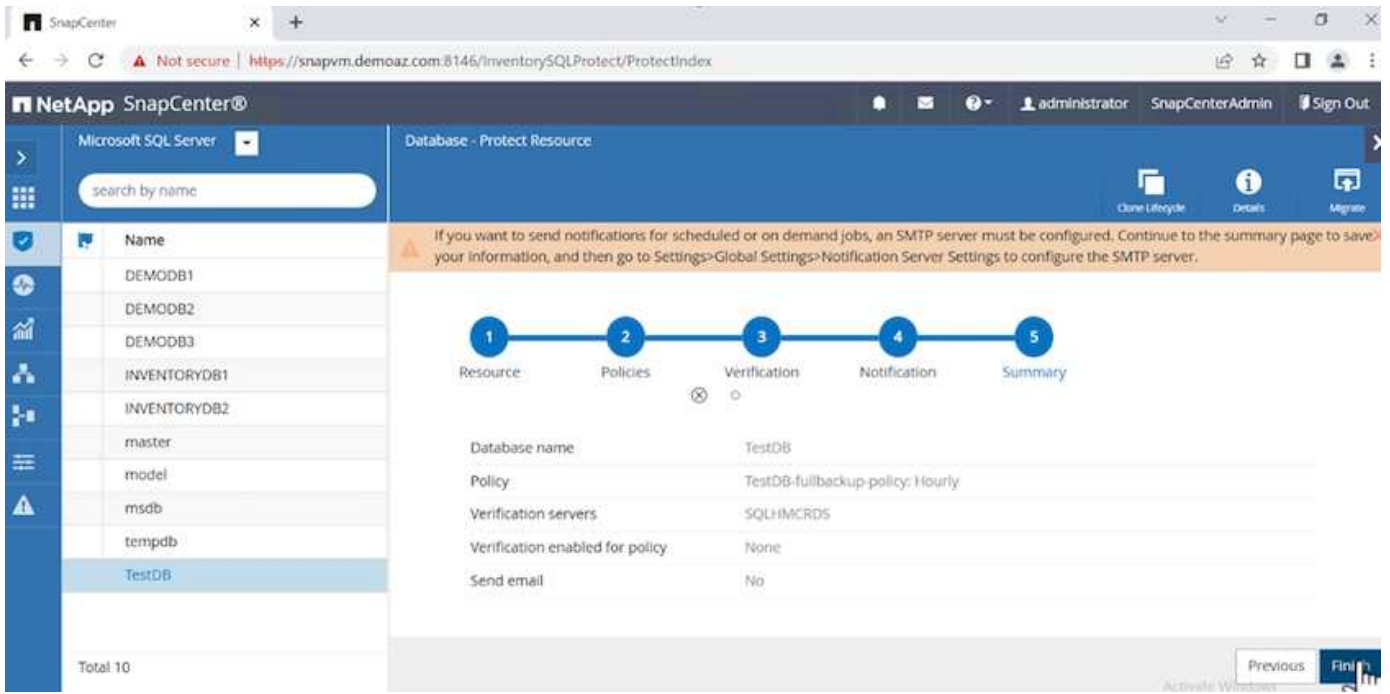 SnapCenter
Not secure | https://snapvm.demoaz.com:8146/InventorySQLProtect/ProtectIndex
NetApp SnapCenter®
administrator SnapCenterAdmin Sign Out
Microsoft SQL Server
search by name
Name
DEMODB1
DEMODB2
DEMODB3
INVENTORYDB1
INVENTORYDB2
master
model
msdb
tempdb
TestDB
Total 10
Database - Protect Resource
Clone Lifecycle Details Migrate
If you want to send notifications for scheduled or on demand jobs, an SMTP server must be configured. Continue to the summary page to save
your information, and then go to Settings>Global Settings>Notification Server Settings to configure the SMTP server.
1 2 3 4 5
Resource Policies Verification Notification Summary
Database name TestDB
Policy TestDB-fullbackup-policy: Hourly
Verification servers SQLHMCRDS
Verification enabled for policy None
Send email No
Previous Finish
Activate Windows